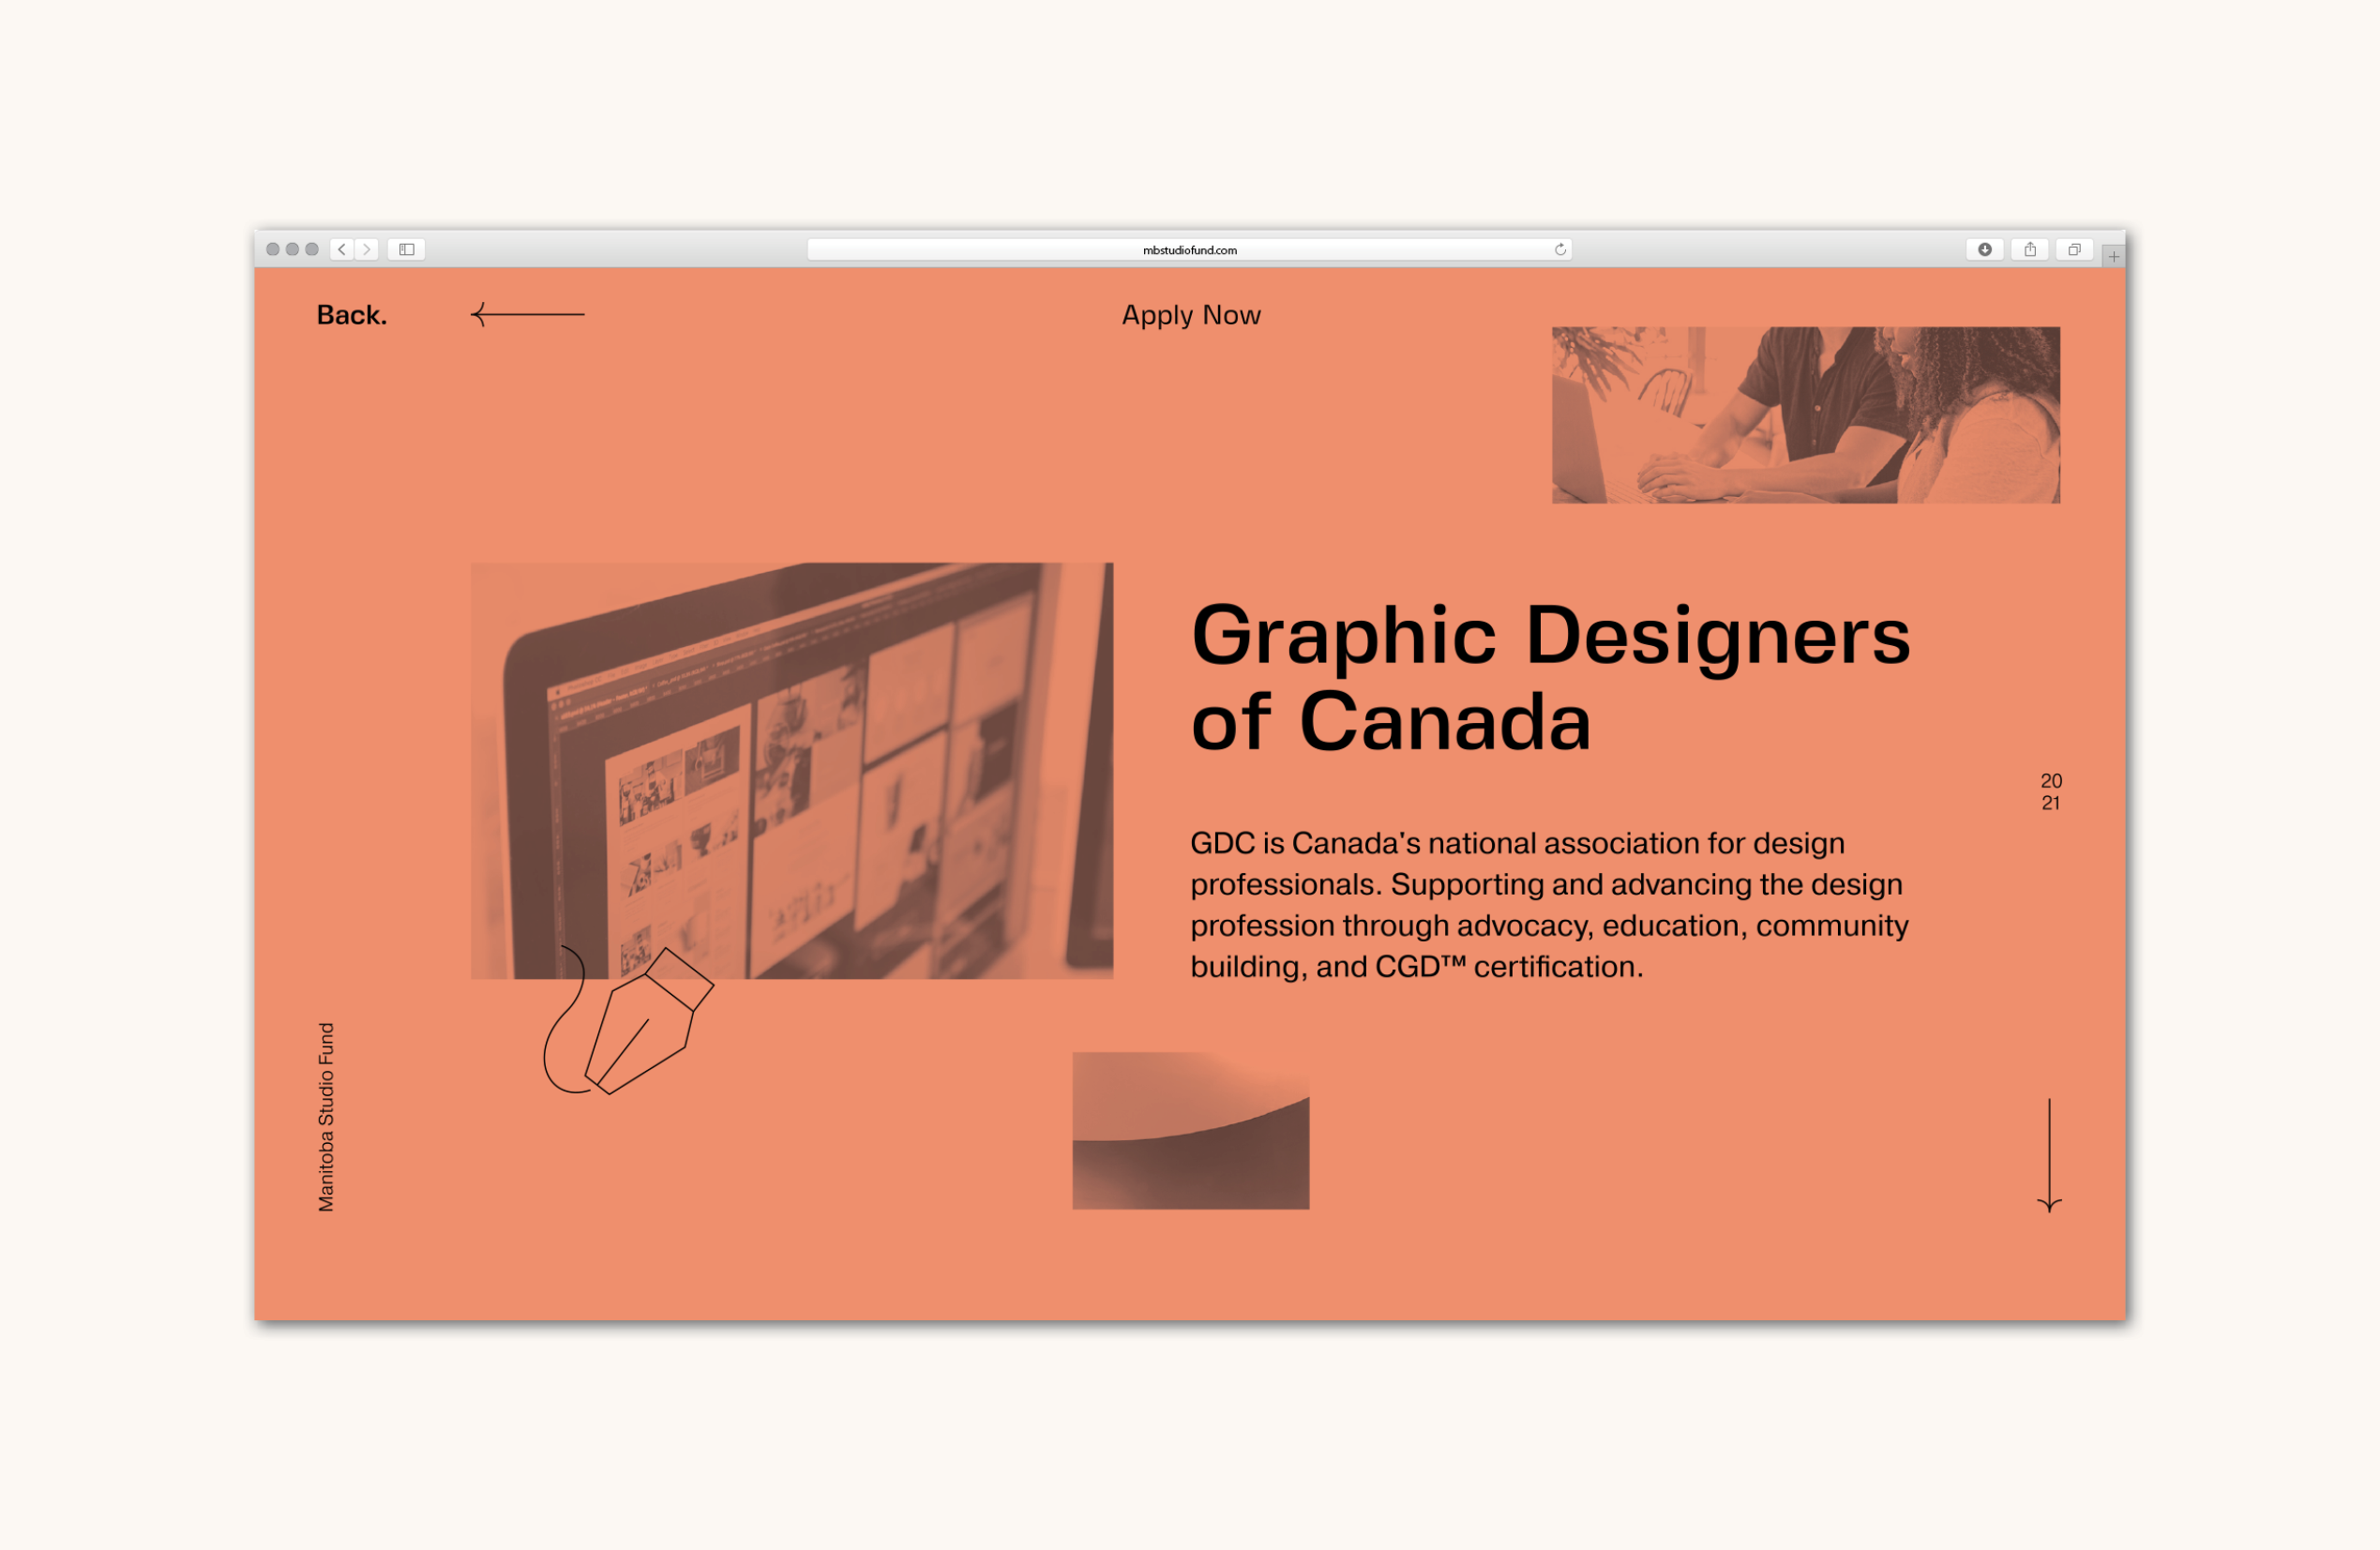 mbstudiofund.com
Back.
Apply Now
Graphic Designers
of Canada
20
21
GDC is Canada's national association for design
professionals. Supporting and advancing the design
profession through advocacy, education, community
building, and CGD™ certification.
Manitoba Studio Fund